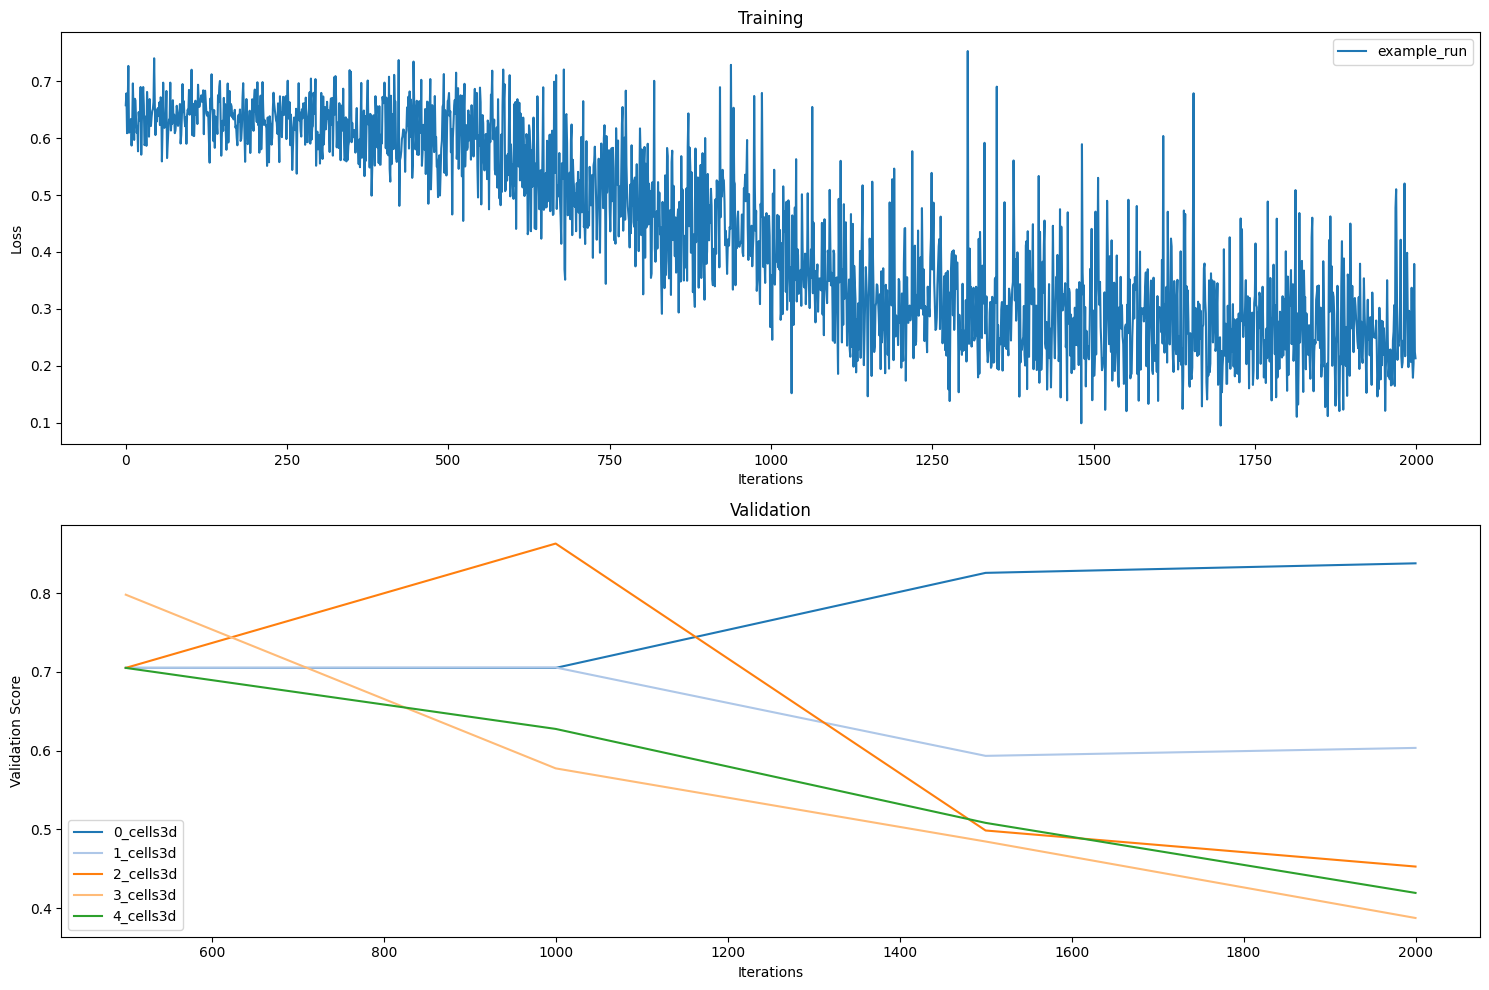 Training
example_run
Loss
0.7
0.6
0.5
0.4
0.3
0.2
0.1
0 250 500 750 1000 1250 1500 1750 2000
Iterations
Validation
Validation Score
0.8
0.7
0.6
0.5
0.4
0_cells3d
1_cells3d
2_cells3d
3_cells3d
4_cells3d
600 800 1000 1200 1400 1600 1800 2000
Iterations